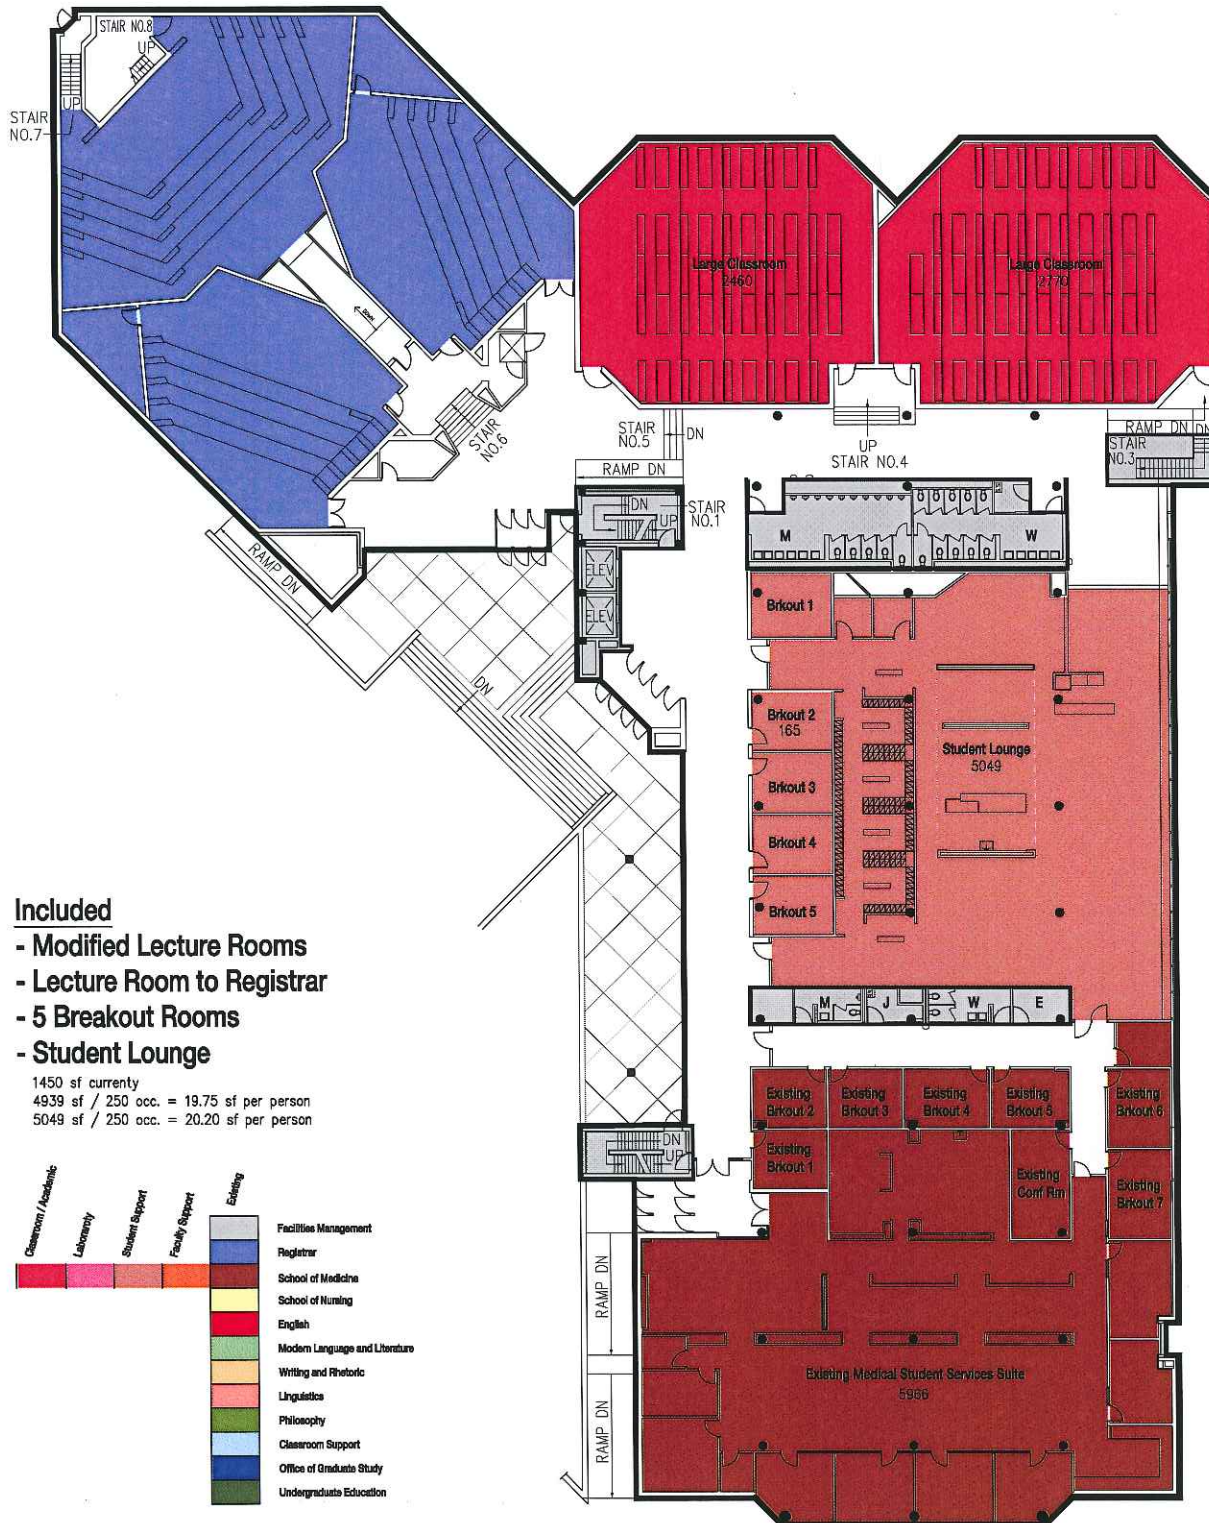 STAIR NO.8
UP
UP
STAIR
NO.7
DOWN
Large Classroom
2460
Large Classroom
2770
STAIR
NO.6
STAIR
NO.5
DN
UP
STAIR NO.4
RAMP DN
DN
STAIR
NO.3
RAMP DN
DN
UP
STAIR
NO.1
M
W
RAMP DN
ELEV
ELEV
DN
Brkout 1
Brkout 2
165
Brkout 3
Brkout 4
Brkout 5
Student Lounge
5049
M
J
W
E
Included
- Modified Lecture Rooms
- Lecture Room to Registrar
- 5 Breakout Rooms
- Student Lounge
1450 sf currenty
4939 sf / 250 occ. = 19.75 sf per person
5049 sf / 250 occ. = 20.20 sf per person
Existing
Brkout 2
Existing
Brkout 3
Existing
Brkout 4
Existing
Brkout 5
Existing
Brkout 6
DN
UP
Existing
Brkout 1
Existing
Conf Rm
Existing
Brkout 7
RAMP DN
RAMP DN
Existing Medical Student Services Suite
5966
Classroom / Academic
Laboraroty
Student Support
Faculty Support
Existing
Facilities Management
Registrar
School of Medicine
School of Nursing
English
Modern Language and Literature
Writing and Rhetoric
Linguistics
Philosophy
Classroom Support
Office of Graduate Study
Undergraduate Education